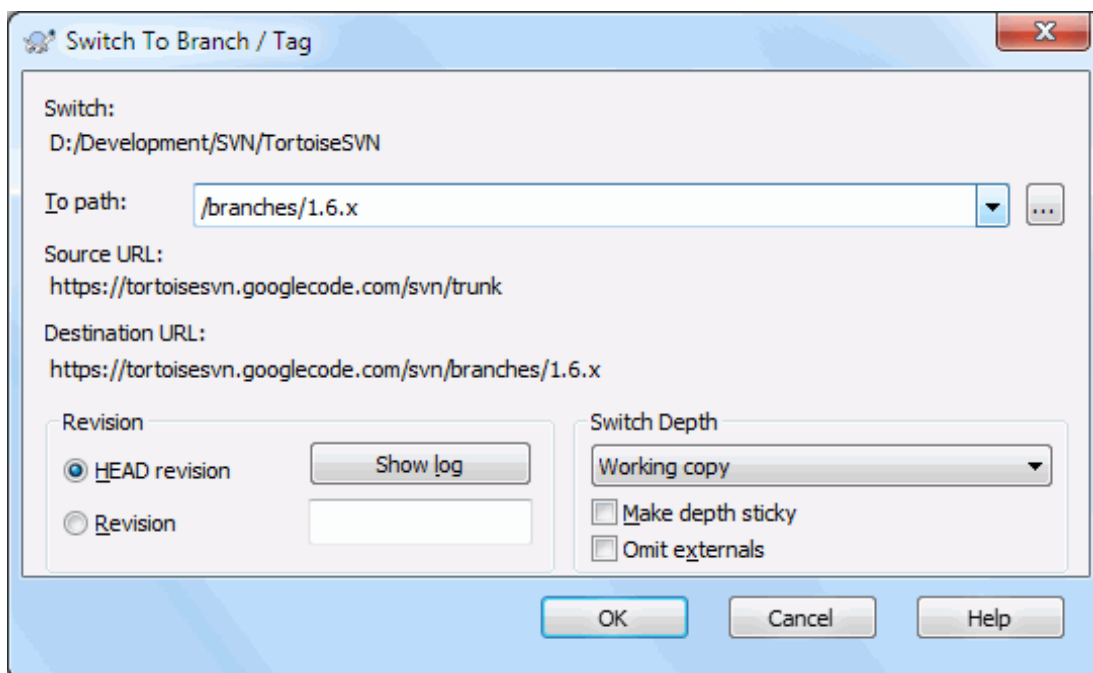 Switch To Branch / Tag
Switch:
D:/Development/SVN/TortoiseSVN
To path:
/branches/1.6.x
...
Source URL:
https://tortoisesvn.googlecode.com/svn/trunk
Destination URL:
https://tortoisesvn.googlecode.com/svn/branches/1.6.x
Revision
HEAD revision
Show log
Revision
Switch Depth
Working copy
Make depth sticky
Omit externals
OK
Cancel
Help